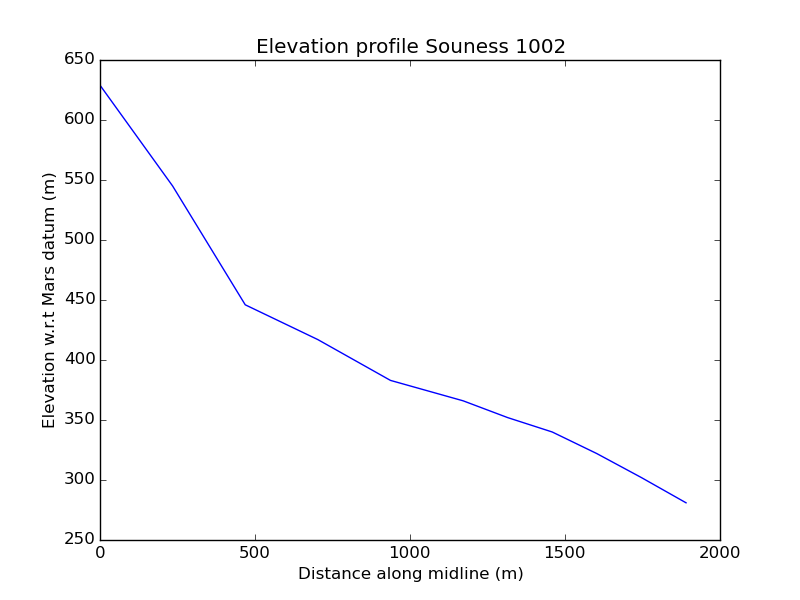 Elevation profile Souness 1002
650
600
550
500
450
400
350
300
250
Elevation w.r.t Mars datum (m)
0 500 1000 1500 2000
Distance along midline (m)